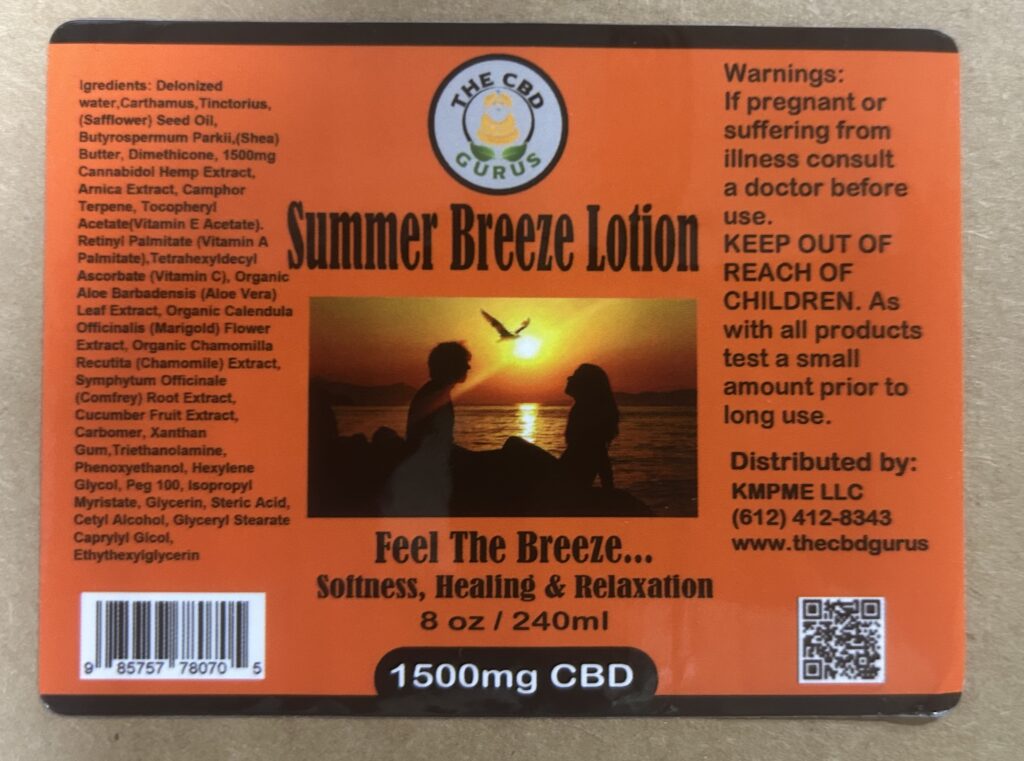 Igredients: Delonized
water,Carthamus,Tinctorius,
(Safflower) Seed Oil,
Butyrospermum Parkii,(Shea)
Butter, Dimethicone, 1500mg
Cannabidol Hemp Extract,
Arnica Extract, Camphor
Terpene, Tocopheryl
Acetate(Vitamin E Acetate).
Retinyl Palmitate (Vitamin A
Palmitate),Tetrahexyldecyl
Ascorbate (Vitamin C), Organic
Aloe Barbadensis (Aloe Vera)
Leaf Extract, Organic Calendula
Officinalis (Marigold) Flower
Extract, Organic Chamomilla
Recutita (Chamomile) Extract,
Symphytum Officinale
(Comfrey) Root Extract,
Cucumber Fruit Extract,
Carbomer, Xanthan
Gum,Triethanolamine,
Phenoxyethanol, Hexylene
Glycol, Peg 100, Isopropyl
Myristate, Glycerin, Steric Acid,
Cetyl Alcohol, Glyceryl Stearate
Caprylyl Glcol,
Ethythexylglycerin
9 85757 78070 5
THE CBD
GURUS
Summer Breeze Lotion
Feel The Breeze...
Softness, Healing & Relaxation
8 oz / 240ml
1500mg CBD
Warnings:
If pregnant or
suffering from
illness consult
a doctor before
use.
KEEP OUT OF
REACH OF
CHILDREN. As
with all products
test a small
amount prior to
long use.
Distributed by:
KMPME LLC
(612) 412-8343
www.thecbdgurus